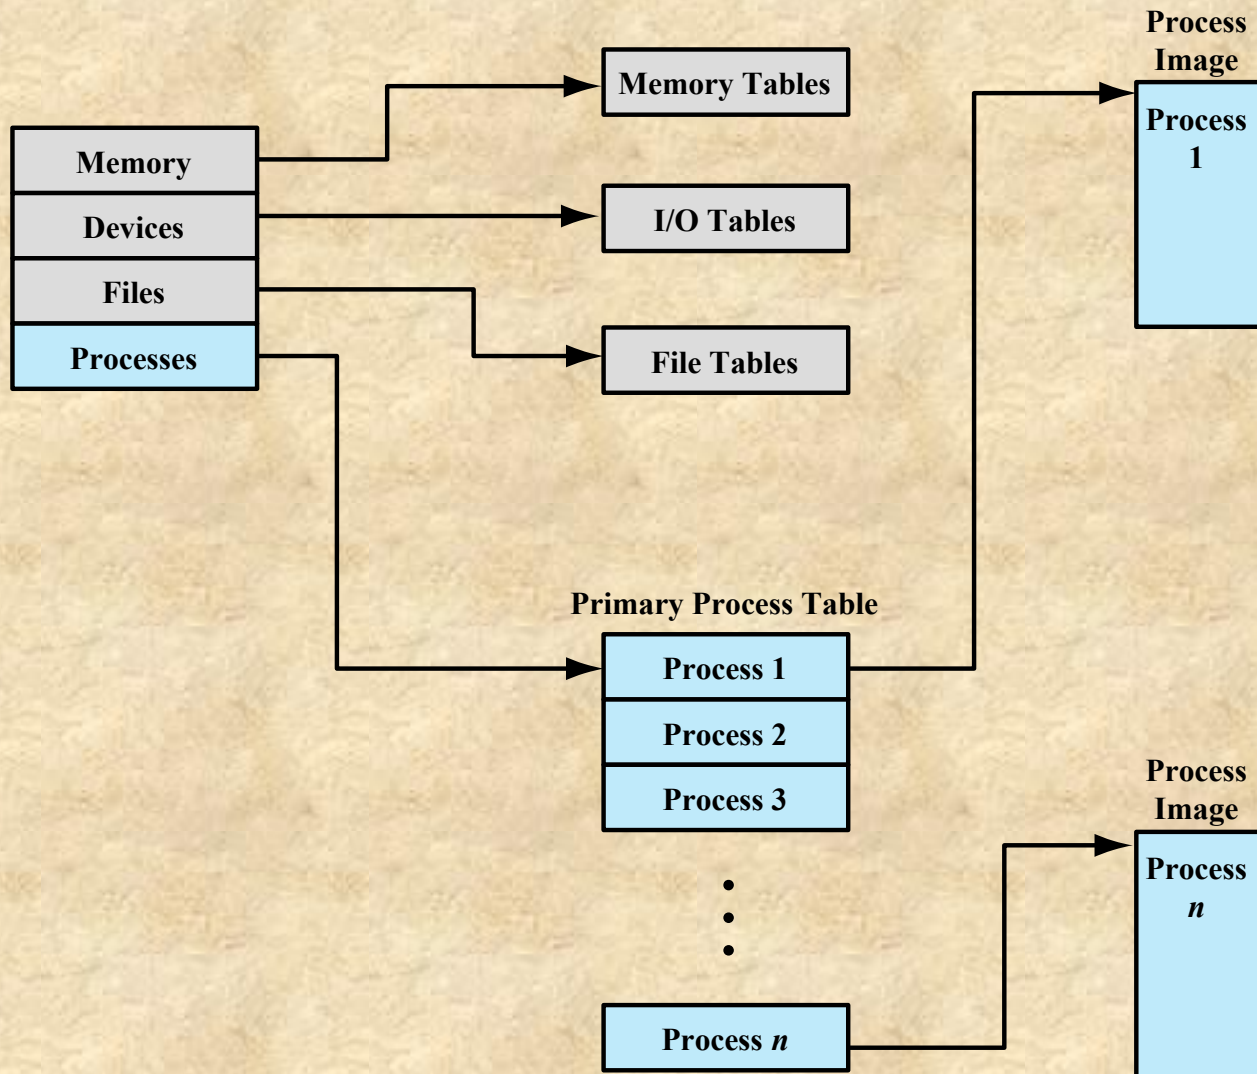 Memory
Devices
Files
Processes
Memory Tables
I/O Tables
File Tables
Primary Process Table
Process 1
Process 2
Process 3
Process n
Process
Image
Process
1
Process
Image
Process
n